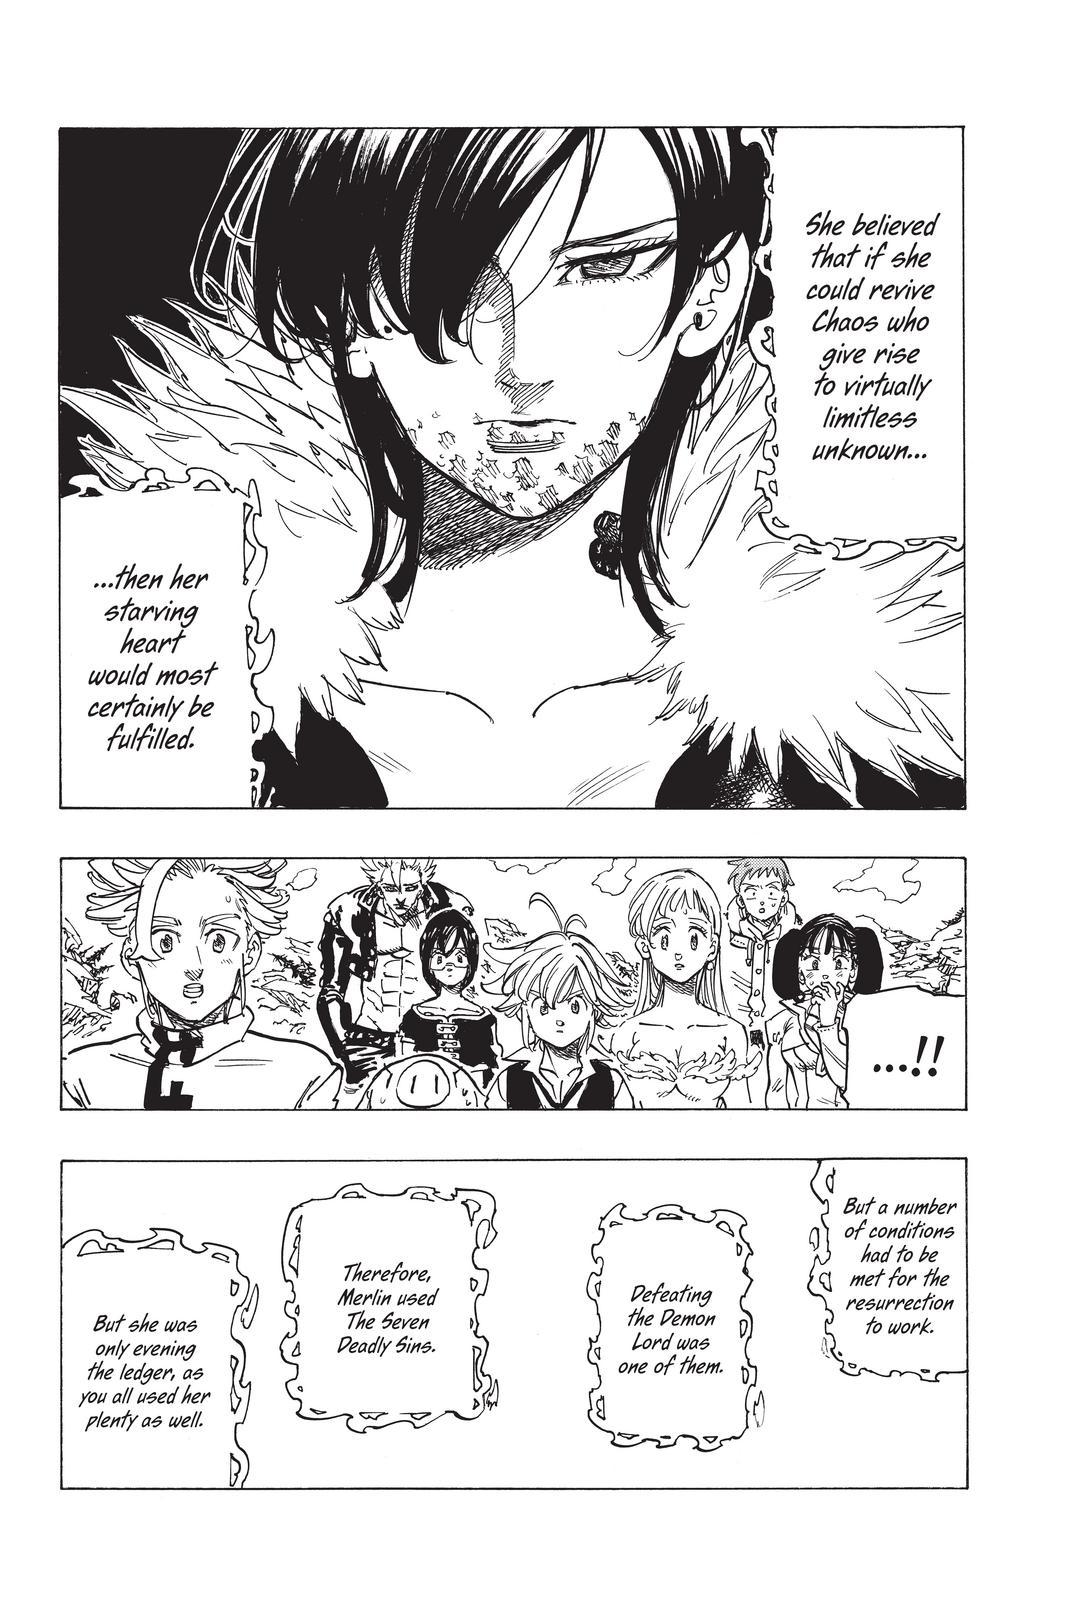 She believed
that if she
could revive
Chaos who
give rise
to virtually
limitless
unknown...
...then her
starving
heart
would most
certainly be
fulfilled.
...!!
But a number
of conditions
had to be
met for the
resurrection
to work.
Defeating
the Demon
Lord was
one of them.
Therefore,
Merlin used
The Seven
Deadly Sins.
But she was
only evening
the ledger, as
you all used her
plenty as well.